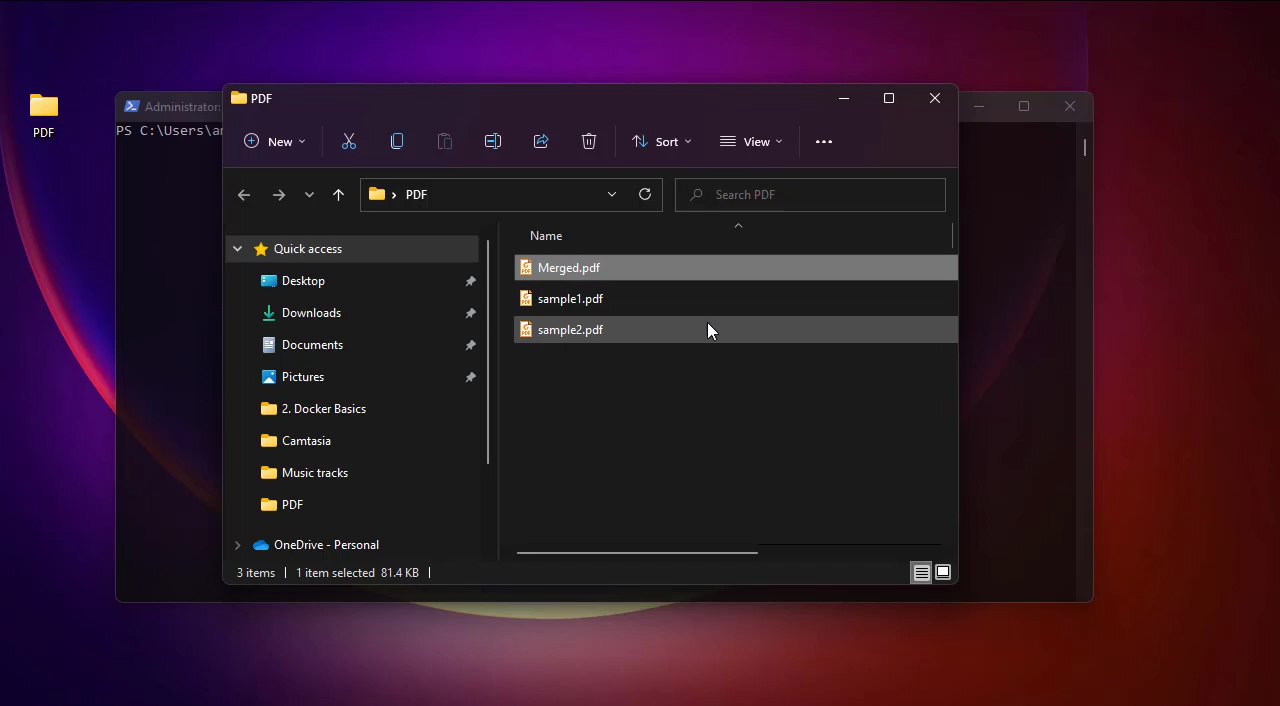 PDF
Administrator:
PS C:\Users\a
PDF
New
Sort
View
PDF
Search PDF
Quick access
Desktop
Downloads
Documents
Pictures
2. Docker Basics
Camtasia
Music tracks
PDF
OneDrive - Personal
Name
Merged.pdf
sample1.pdf
sample2.pdf
3 items
1 item selected 81.4 KB